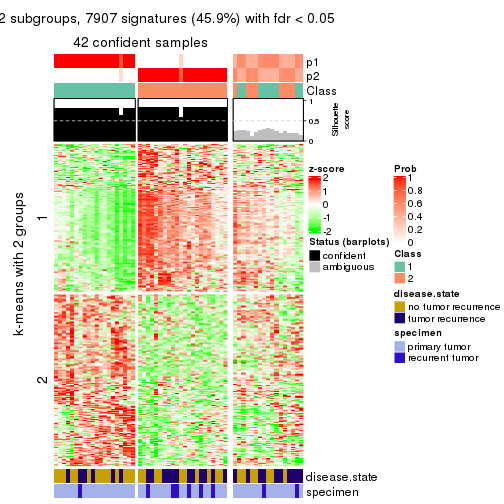 2 subgroups, 7907 signatures (45.9%) with fdr < 0.05
42 confident samples
p1
p2
Class
1
0.5
0
Silhouette
score
k-means with 2 groups
1
2
z-score
2
1
0
-1
-2
Status (barplots)
confident
ambiguous
Prob
1
0.8
0.6
0.4
0.2
0
Class
1
2
disease.state
no tumor recurrence
tumor recurrence
specimen
primary tumor
recurrent tumor
disease.state
specimen